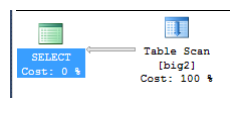 SELECT
Cost: 0 %
Table Scan
[big2]
Cost: 100 %